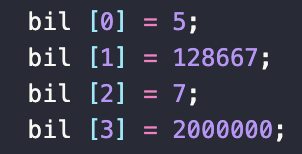 bil [0] = 5;
bil [1] = 128667;
bil [2] = 7;
bil [3] = 2000000;